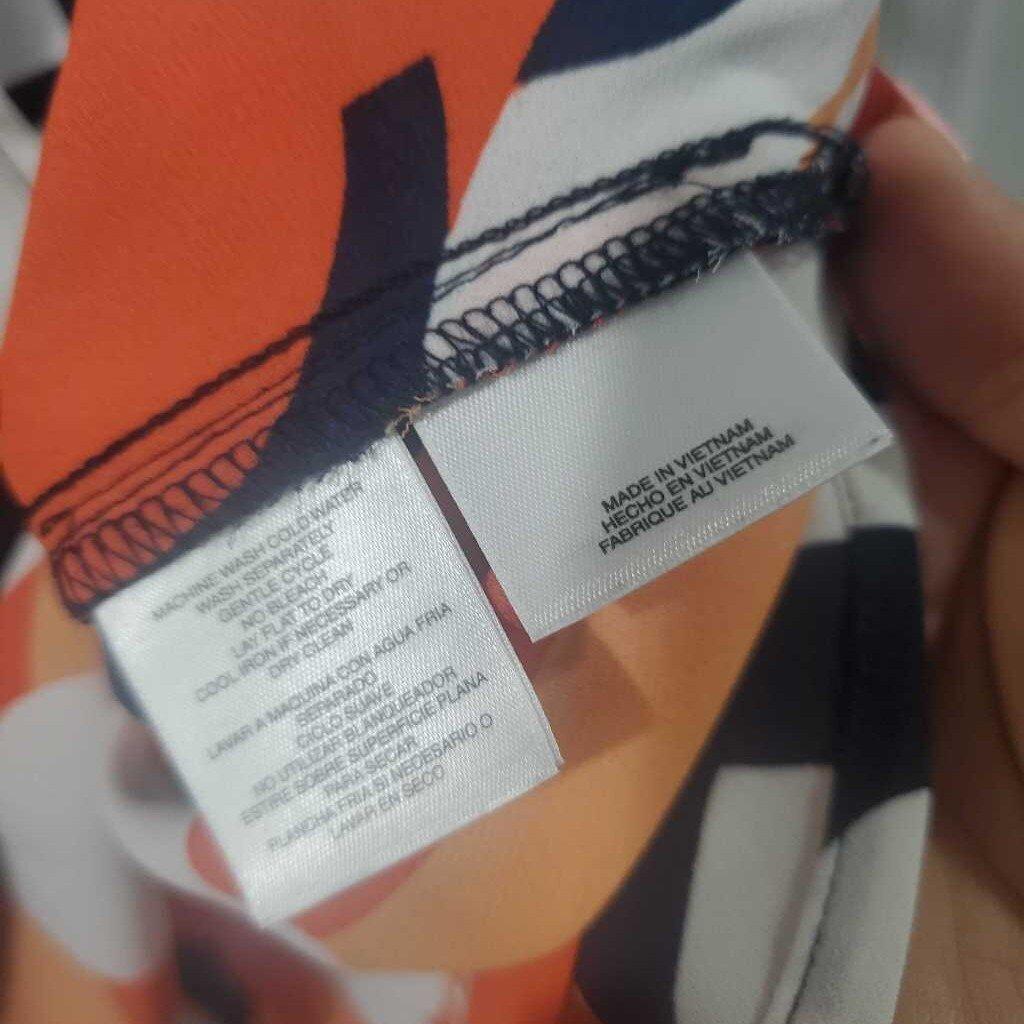 MACHINE WASH COLD WATER
WASH SEPARATELY
GENTLE CYCLE
NO BLEACH
LAY FLAT TO DRY
COOL IRON IF NECESSARY OR
DRY CLEAN
LAVAR A MAQUINA CON AGUA FRIA
SEPARADO
CICLO SUAVE
NO UTILIZAR BLANQUEADOR
ESTIRE SOBRE SUPERFICIE PLANA
PARA SECAR
PLANCHA FRIA SI NECESARIO O
LAVAR EN SECO
MADE IN VIETNAM
HECHO EN VIETNAM
FABRIQUE AU VIETNAM